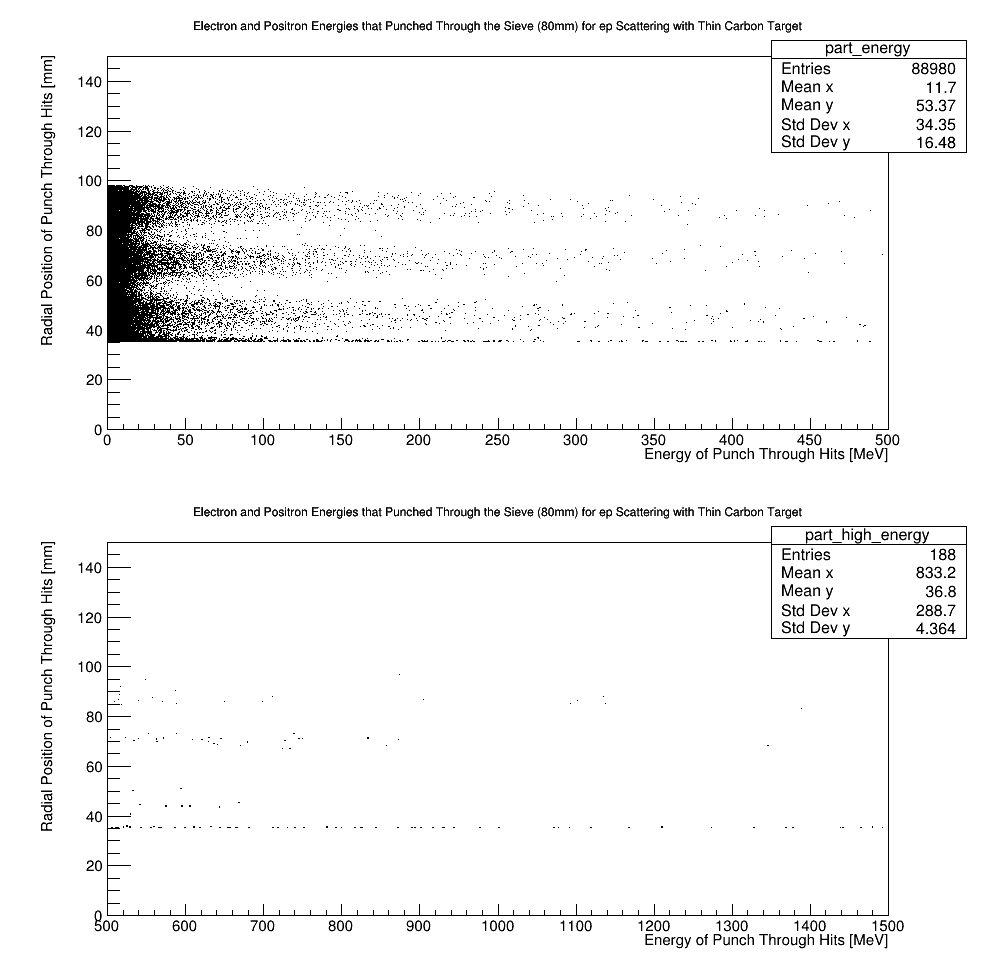 Electron and Positron Energies that Punched Through the Sieve (80mm) for ep Scattering with Thin Carbon Target
part_energy
Entries 88980
Mean x 11.7
Mean y 53.37
Std Dev x 34.35
Std Dev y 16.48
Radial Position of Punch Through Hits [mm]
140
120
100
80
60
40
20
0
0 50 100 150 200 250 300 350 400 450 500
Energy of Punch Through Hits [MeV]
Electron and Positron Energies that Punched Through the Sieve (80mm) for ep Scattering with Thin Carbon Target
part_high_energy
Entries 188
Mean x 833.2
Mean y 36.8
Std Dev x 288.7
Std Dev y 4.364
Radial Position of Punch Through Hits [mm]
140
120
100
80
60
40
20
0
500 600 700 800 900 1000 1100 1200 1300 1400 1500
Energy of Punch Through Hits [MeV]